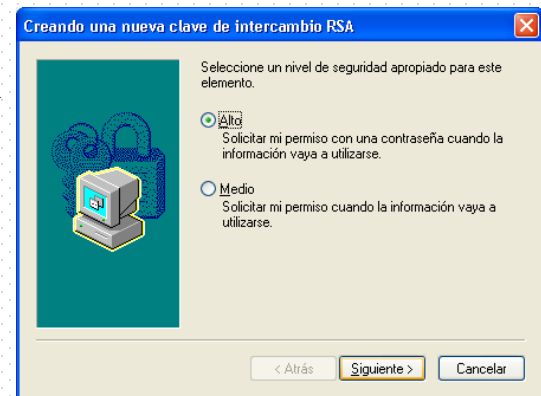 Creando una nueva clave de intercambio RSA
Seleccione un nivel de seguridad apropiado para este
elemento.
Alto
Solicitar mi permiso con una contraseña cuando la
información vaya a utilizarse.
Medio
Solicitar mi permiso cuando la información vaya a
utilizarse.
< Atrás Siguiente > Cancelar